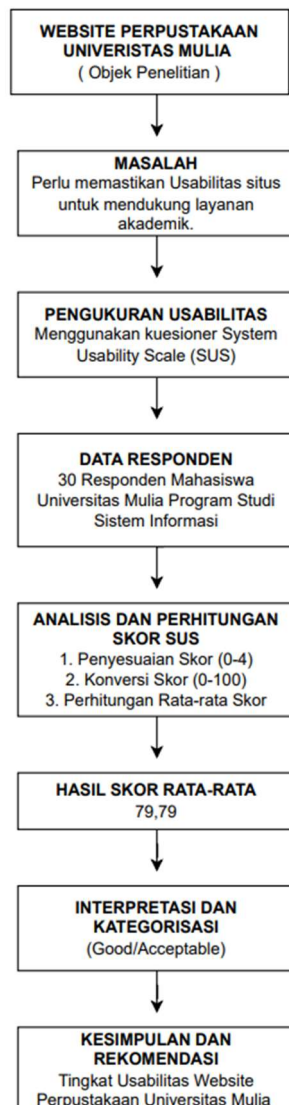 WEBSITE PERPUSTAKAAN
UNIVERISTAS MULIA
( Objek Penelitian )
MASALAH
Perlu memastikan Usabilitas situs
untuk mendukung layanan
akademik.
PENGUKURAN USABILITAS
Menggunakan kuesioner System
Usability Scale (SUS)
DATA RESPONDEN
30 Responden Mahasiswa
Universitas Mulia Program Studi
Sistem Informasi
ANALISIS DAN PERHITUNGAN
SKOR SUS
1. Penyesuaian Skor (0-4)
2. Konversi Skor (0-100)
3. Perhitungan Rata-rata Skor
HASIL SKOR RATA-RATA
79,79
INTERPRETASI DAN
KATEGORISASI
(Good/Acceptable)
KESIMPULAN DAN
REKOMENDASI
Tingkat Usabilitas Website
Perpustakaan Universitas Mulia